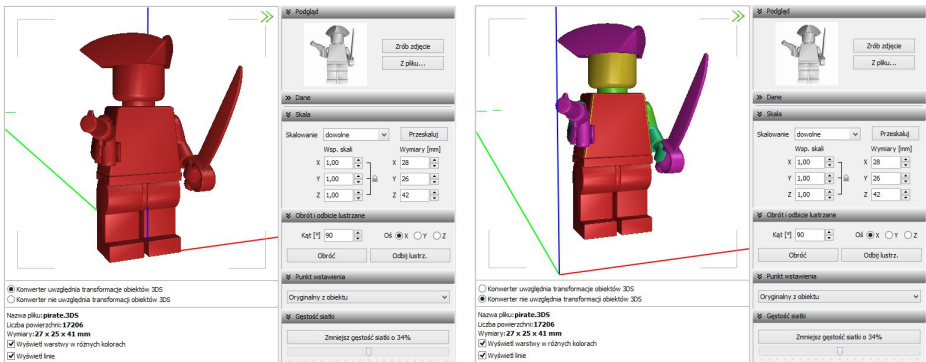 Podgląd
Zrób zdjęcie
Z pliku...
Dane
Skala
Skalowanie dowolne Przeskaluj
Wsp. skali Wymiary [mm]
X 1,00 X 28
Y 1,00 Y 26
Z 1,00 Z 42
Obrót i odbicie lustrzane
Kąt [°] 90 Oś X Y Z
Obróć Odbij lustrz.
Punkt wstawienia
Oryginalny z obiektu
Gęstość siatki
Zmniejsz gęstość siatki o 34%
Konwerter uwzględnia transformacje obiektów 3DS
Konwerter nie uwzględnia transformacji obiektów 3DS
Nazwa pliku:pirate.3DS
Liczba powierzchni:17206
Wymiary:27 x 25 x 41 mm
Wyświetl warstwy w różnych kolorach
Wyświetl linie
Podgląd
Zrób zdjęcie
Z pliku...
Dane
Skala
Skalowanie dowolne Przeskaluj
Wsp. skali Wymiary [mm]
X 1,00 X 28
Y 1,00 Y 26
Z 1,00 Z 42
Obrót i odbicie lustrzane
Kąt [°] 90 Oś X Y Z
Obróć Odbij lustrz.
Punkt wstawienia
Oryginalny z obiektu
Gęstość siatki
Zmniejsz gęstość siatki o 34%
Konwerter uwzględnia transformacje obiektów 3DS
Konwerter nie uwzględnia transformacji obiektów 3DS
Nazwa pliku:pirate.3DS
Liczba powierzchni:17206
Wymiary:27 x 25 x 41 mm
Wyświetl warstwy w różnych kolorach
Wyświetl linie